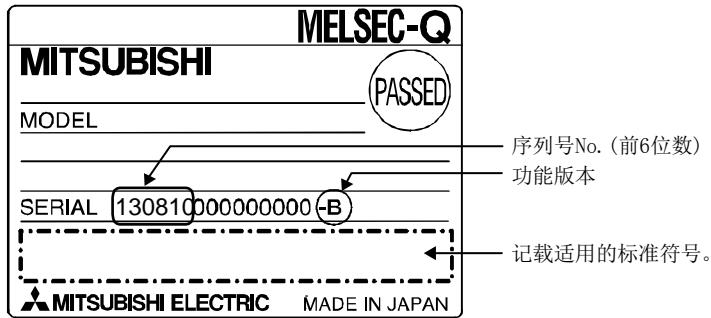 MELSEC-Q
MITSUBISHI
PASSED
MODEL
序列号No.(前6位数)
功能版本
SERIAL 130810000000000-B
记载适用的标准符号。
MITSUBISHI ELECTRIC MADE IN JAPAN